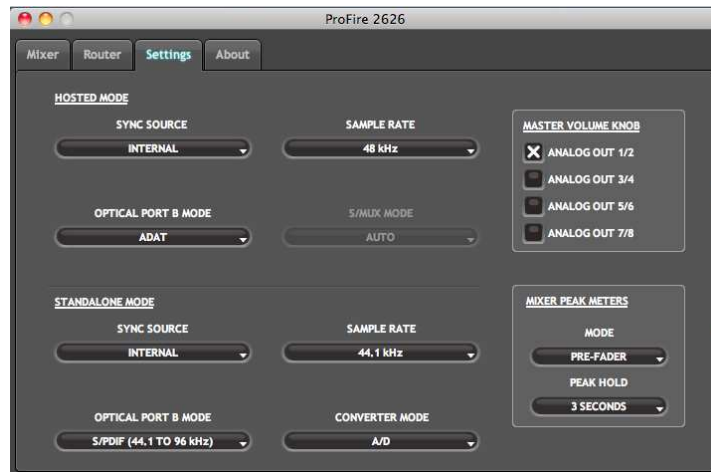 ProFire 2626
Mixer Router Settings About
HOSTED MODE
SYNC SOURCE
INTERNAL
SAMPLE RATE
48 kHz
OPTICAL PORT B MODE
ADAT
S/MUX MODE
AUTO
MASTER VOLUME KNOB
ANALOG OUT 1/2
ANALOG OUT 3/4
ANALOG OUT 5/6
ANALOG OUT 7/8
STANDALONE MODE
SYNC SOURCE
INTERNAL
SAMPLE RATE
44.1 kHz
OPTICAL PORT B MODE
S/PDIF (44.1 TO 96 kHz)
CONVERTER MODE
A/D
MIXER PEAK METERS
MODE
PRE-FADER
PEAK HOLD
3 SECONDS